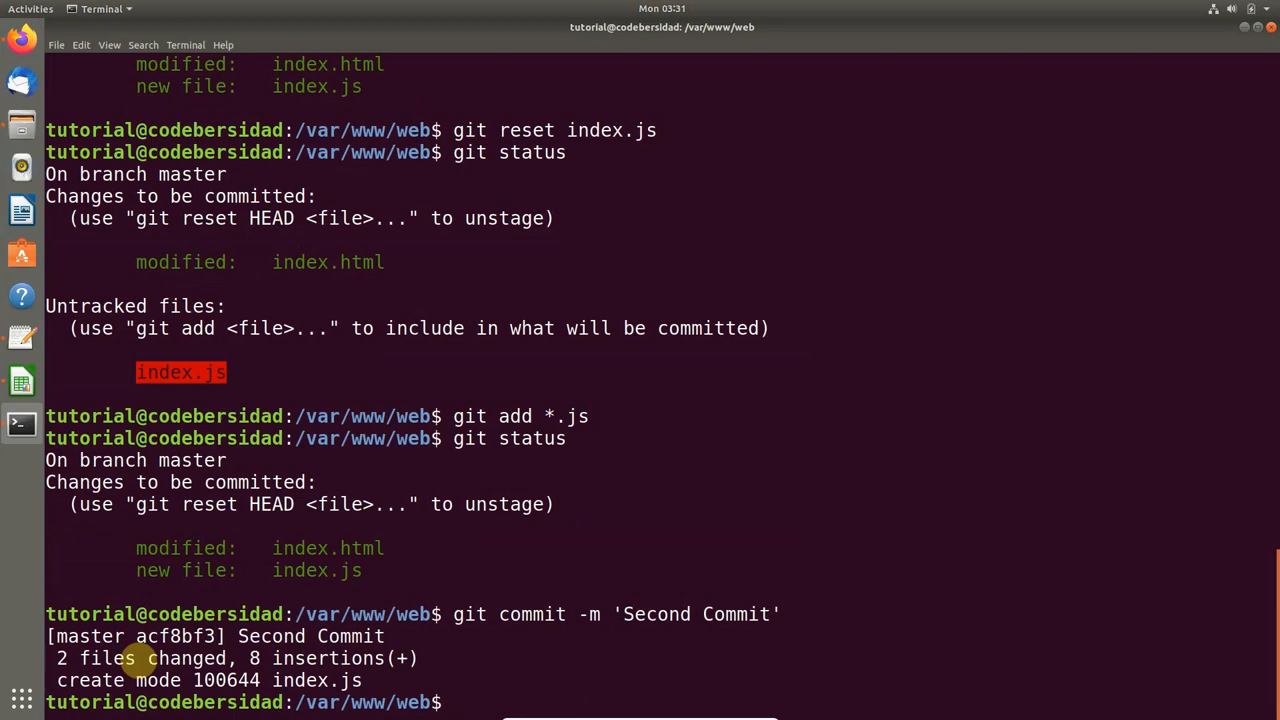 Activities
Terminal
Mon 03:31
tutorial@codebersidad: /var/www/web
File Edit View Search Terminal Help
modified: index.html
new file: index.js
tutorial@codebersidad:/var/www/web$ git reset index.js
tutorial@codebersidad:/var/www/web$ git status
On branch master
Changes to be committed:
(use "git reset HEAD <file>..." to unstage)
modified: index.html
Untracked files:
(use "git add <file>..." to include in what will be committed)
index.js
tutorial@codebersidad:/var/www/web$ git add *.js
tutorial@codebersidad:/var/www/web$ git status
On branch master
Changes to be committed:
(use "git reset HEAD <file>..." to unstage)
modified: index.html
new file: index.js
tutorial@codebersidad:/var/www/web$ git commit -m 'Second Commit'
[master acf8bf3] Second Commit
2 files changed, 8 insertions(+)
create mode 100644 index.js
tutorial@codebersidad:/var/www/web$